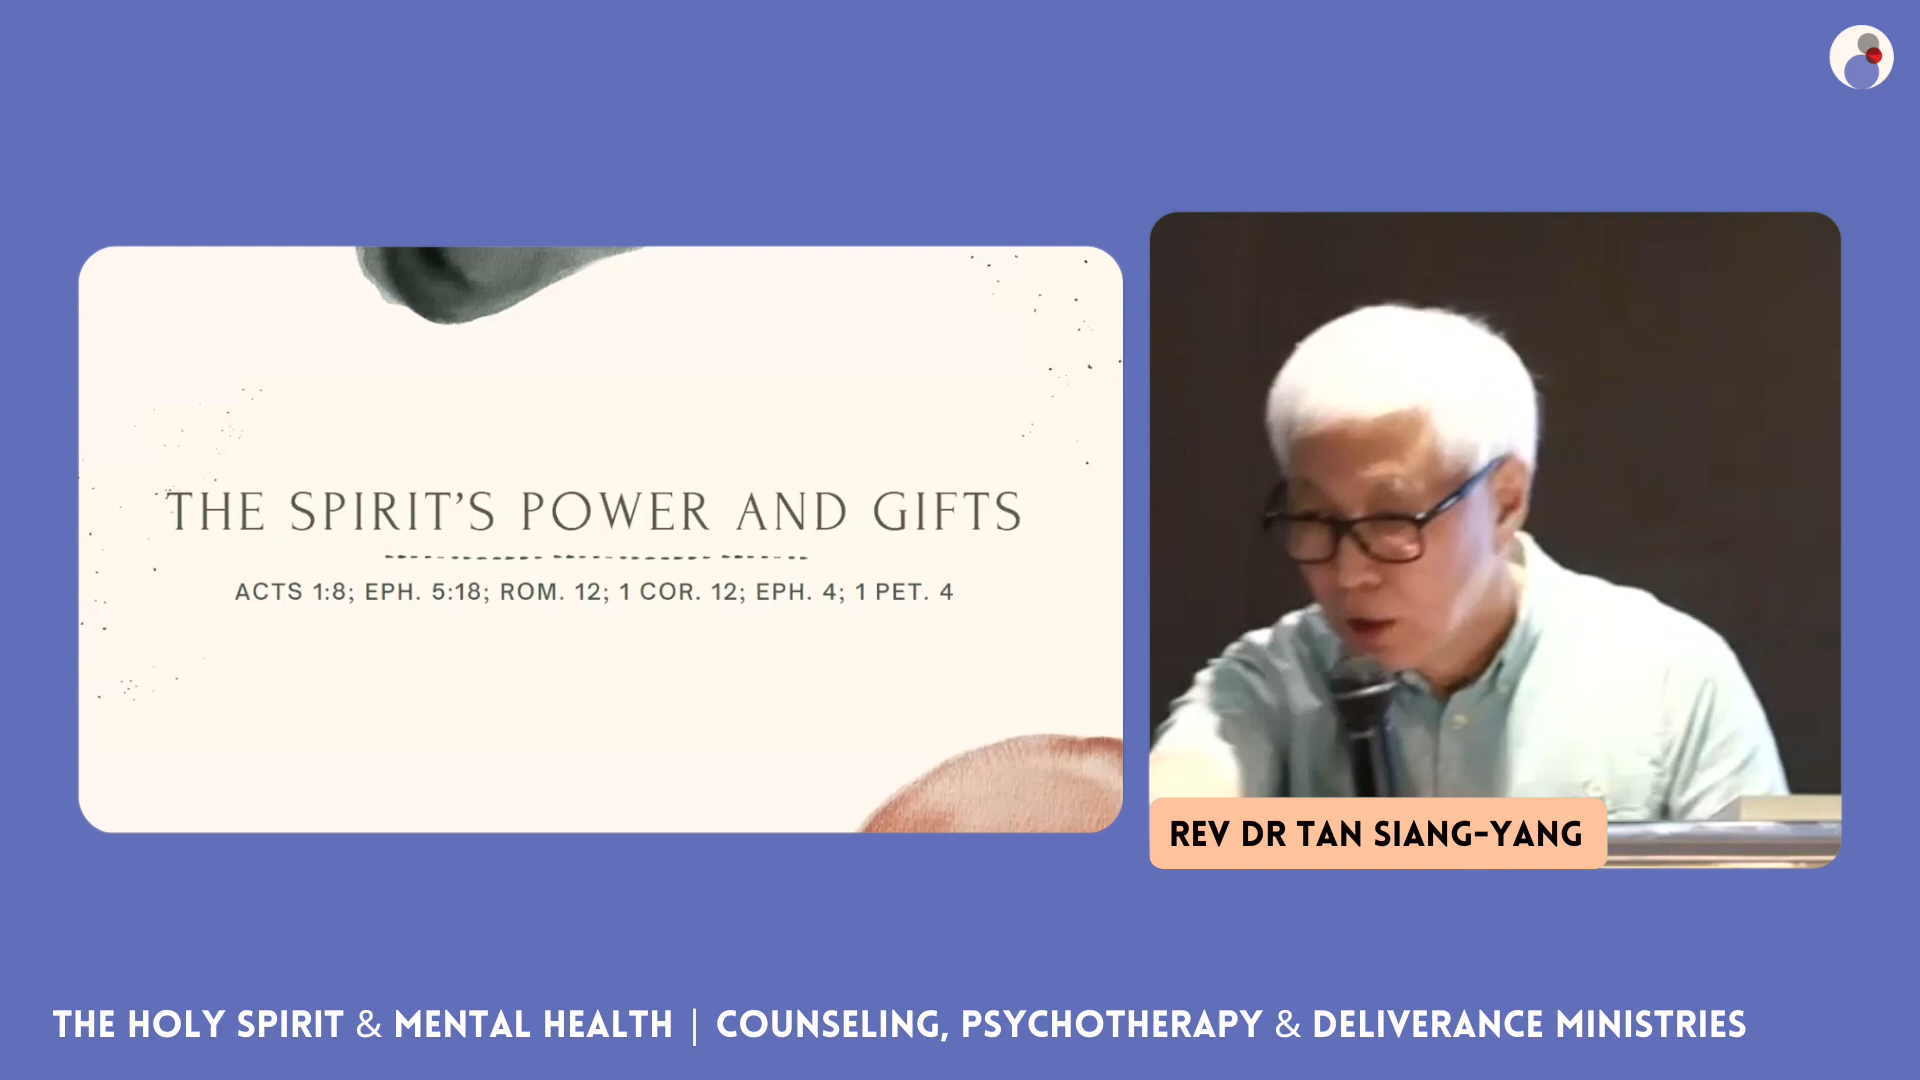 THE SPIRIT’S POWER AND GIFTS
ACTS 1:8; EPH. 5:18; ROM. 12; 1 COR. 12; EPH. 4; 1 PET. 4
REV DR TAN SIANG-YANG
THE HOLY SPIRIT & MENTAL HEALTH | COUNSELING, PSYCHOTHERAPY & DELIVERANCE MINISTRIES